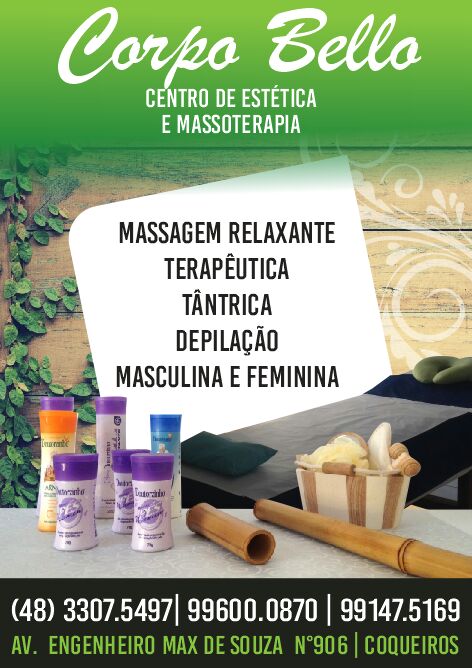 Corpo Bello
CENTRO DE ESTÉTICA
E MASSOTERAPIA
MASSAGEM RELAXANTE
TERAPÊUTICA
TÂNTRICA
DEPILAÇÃO
MASCULINA E FEMININA
Doutorzinho
(48) 3307.5497| 99600.0870 | 99147.5169
AV. ENGENHEIRO MAX DE SOUZA N°906 | COQUEIROS